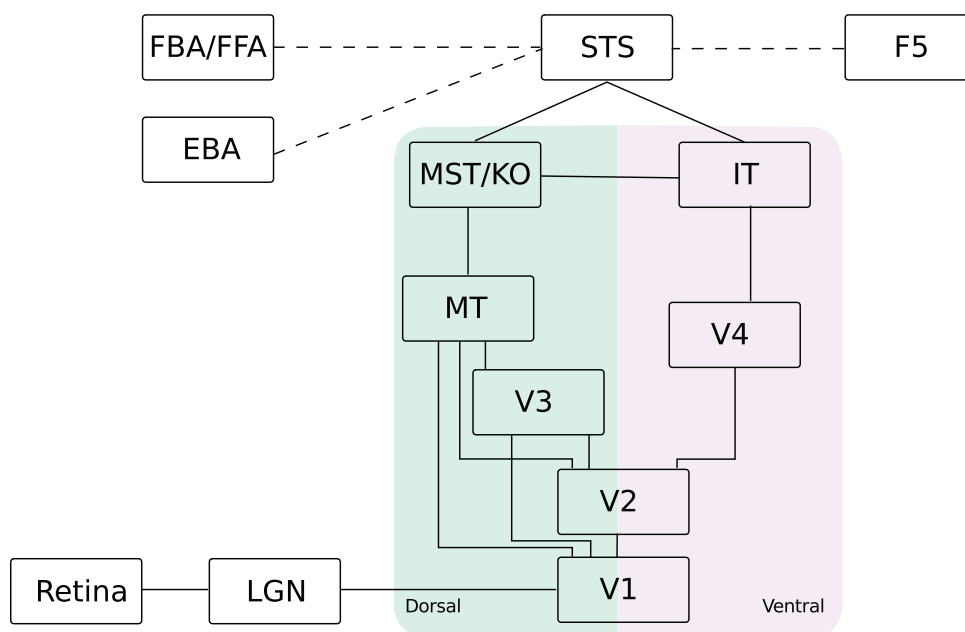 FBA/FFA
STS
F5
EBA
MST/KO
IT
MT
V4
V3
V2
Retina
LGN
V1
Dorsal
Ventral